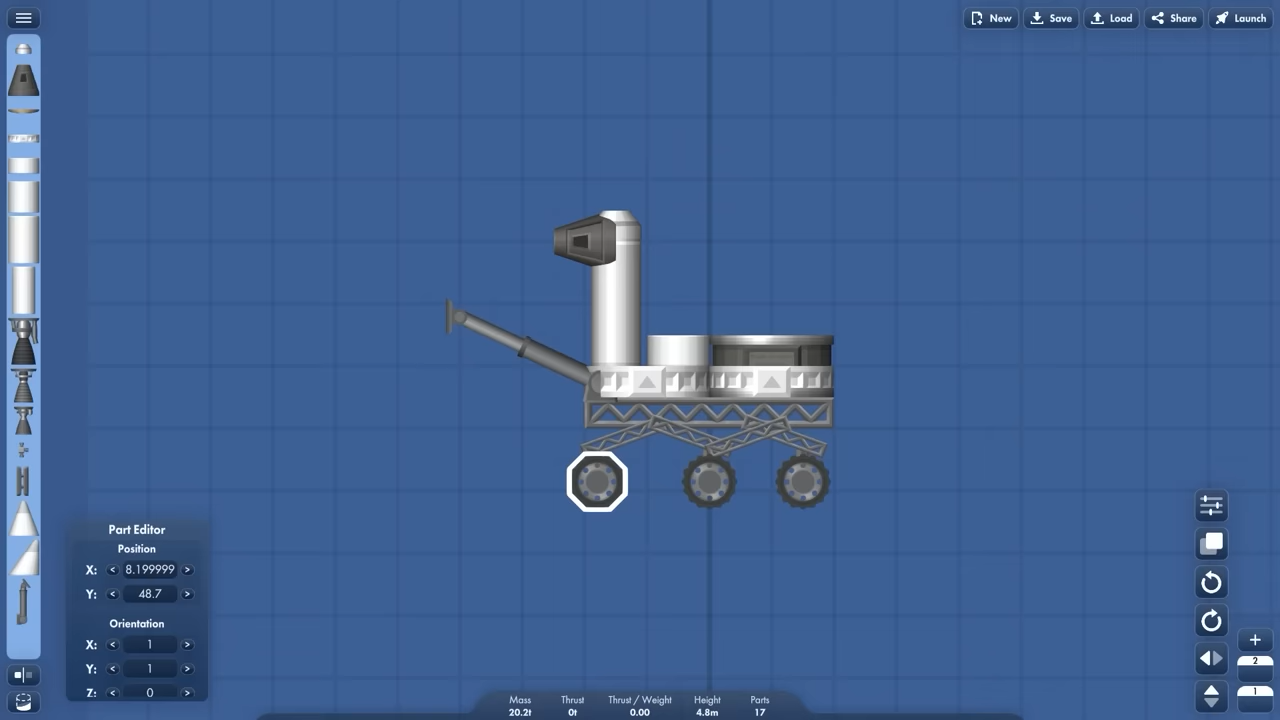 New
Save
Load
Share
Launch
Part Editor
Position
X: < 8.199999 >
Y: < 48.7 >
Orientation
X: < 1 >
Y: < 1 >
Z: < 0 >
Mass Thrust Thrust / Weight Height Parts
20.2t 0t 0.00 4.8m 17
+
2
1